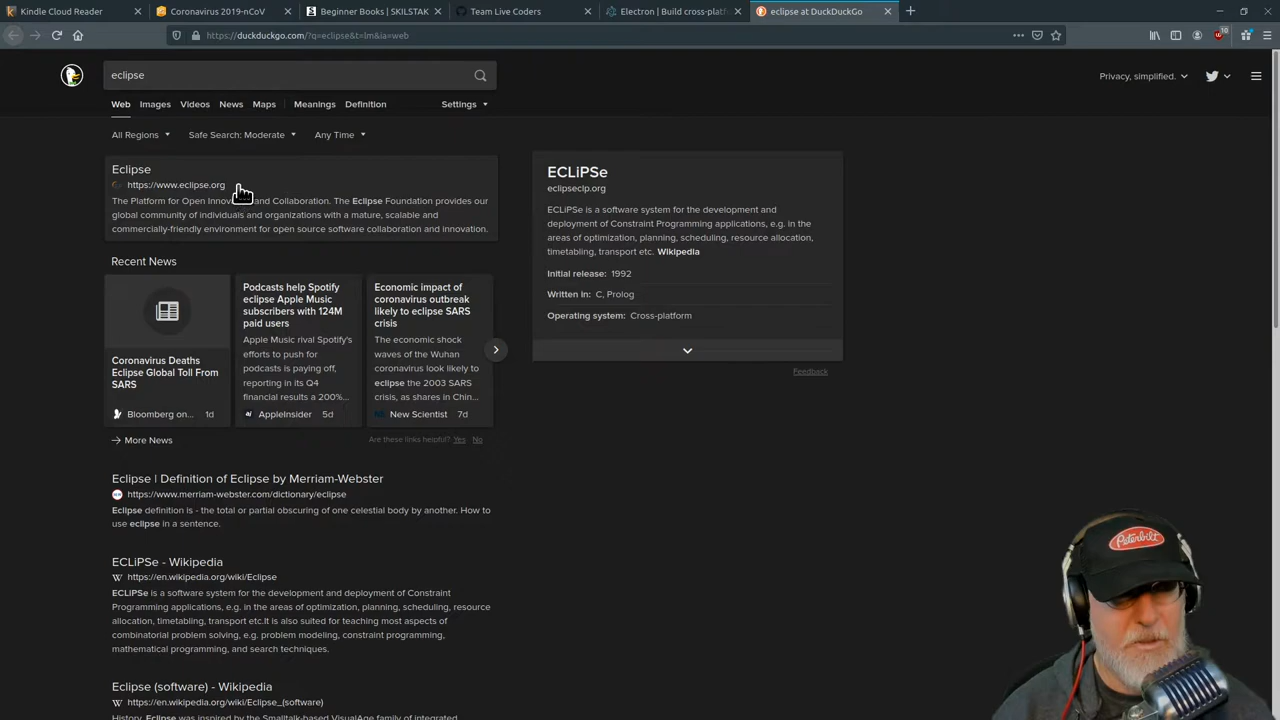 Kindle Cloud Reader
Coronavirus 2019-nCoV
Beginner Books | SKILSTAK
Team Live Coders
Electron | Build cross-platf
eclipse at DuckDuckGo
https://duckduckgo.com/?q=eclipse&t=lm&ia=web
10
eclipse
Privacy, simplified.
Web Images Videos News Maps Meanings Definition Settings
All Regions Safe Search: Moderate Any Time
Eclipse
https://www.eclipse.org
The Platform for Open Innov and Collaboration. The Eclipse Foundation provides our
global community of individuals and organizations with a mature, scalable and
commercially-friendly environment for open source software collaboration and innovation.
Recent News
Coronavirus Deaths
Eclipse Global Toll From
SARS
Bloomberg on... 1d
Podcasts help Spotify
eclipse Apple Music
subscribers with 124M
paid users
Apple Music rival Spotify's
efforts to push for
podcasts is paying off,
reporting in its Q4
financial results a 200%...
AppleInsider 5d
Economic impact of
coronavirus outbreak
likely to eclipse SARS
crisis
The economic shock
waves of the Wuhan
coronavirus look likely to
eclipse the 2003 SARS
crisis, as shares in Chin...
New Scientist 7d
More News
Are these links helpful? Yes No
Eclipse | Definition of Eclipse by Merriam-Webster
https://www.merriam-webster.com/dictionary/eclipse
Eclipse definition is - the total or partial obscuring of one celestial body by another. How to
use eclipse in a sentence.
ECLiPSe - Wikipedia
https://en.wikipedia.org/wiki/Eclipse
ECLiPSe is a software system for the development and deployment of Constraint
Programming applications, e.g. in the areas of optimization, planning, scheduling, resource
allocation, timetabling, transport etc.It is also suited for teaching most aspects of
combinatorial problem solving, e.g. problem modeling, constraint programming,
mathematical programming, and search techniques.
Eclipse (software) - Wikipedia
https://en.wikipedia.org/wiki/Eclipse_(software)
History. Eclipse was inspired by the Smalltalk-based VisualAge family of integrated
ECLiPSe
eclipseclp.org
ECLiPSe is a software system for the development and
deployment of Constraint Programming applications, e.g. in the
areas of optimization, planning, scheduling, resource allocation,
timetabling, transport etc. Wikipedia
Initial release: 1992
Written in: C, Prolog
Operating system: Cross-platform
Feedback
Peterbilt